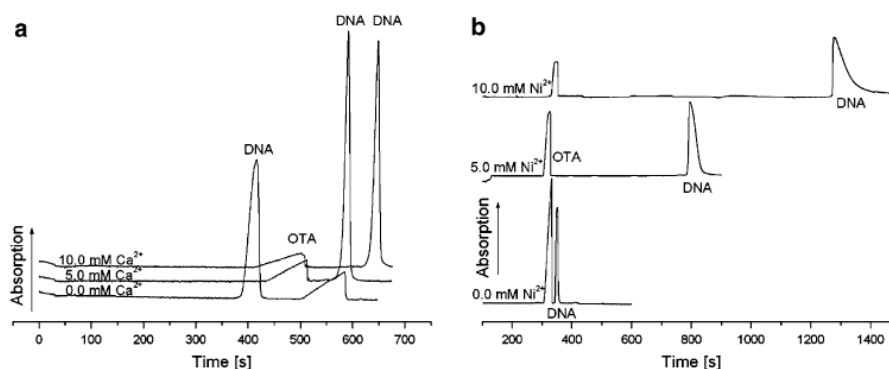 a
DNA DNA
DNA
OTA
10.0 mM Ca²⁺
5.0 mM Ca²⁺
0.0 mM Ca²⁺
Absorption
0 100 200 300 400 500 600 700
Time [s]
b
10.0 mM Ni²⁺
DNA
OTA
5.0 mM Ni²⁺
DNA
Absorption
0.0 mM Ni²⁺
DNA
200 400 600 800 1000 1200 1400
Time [s]